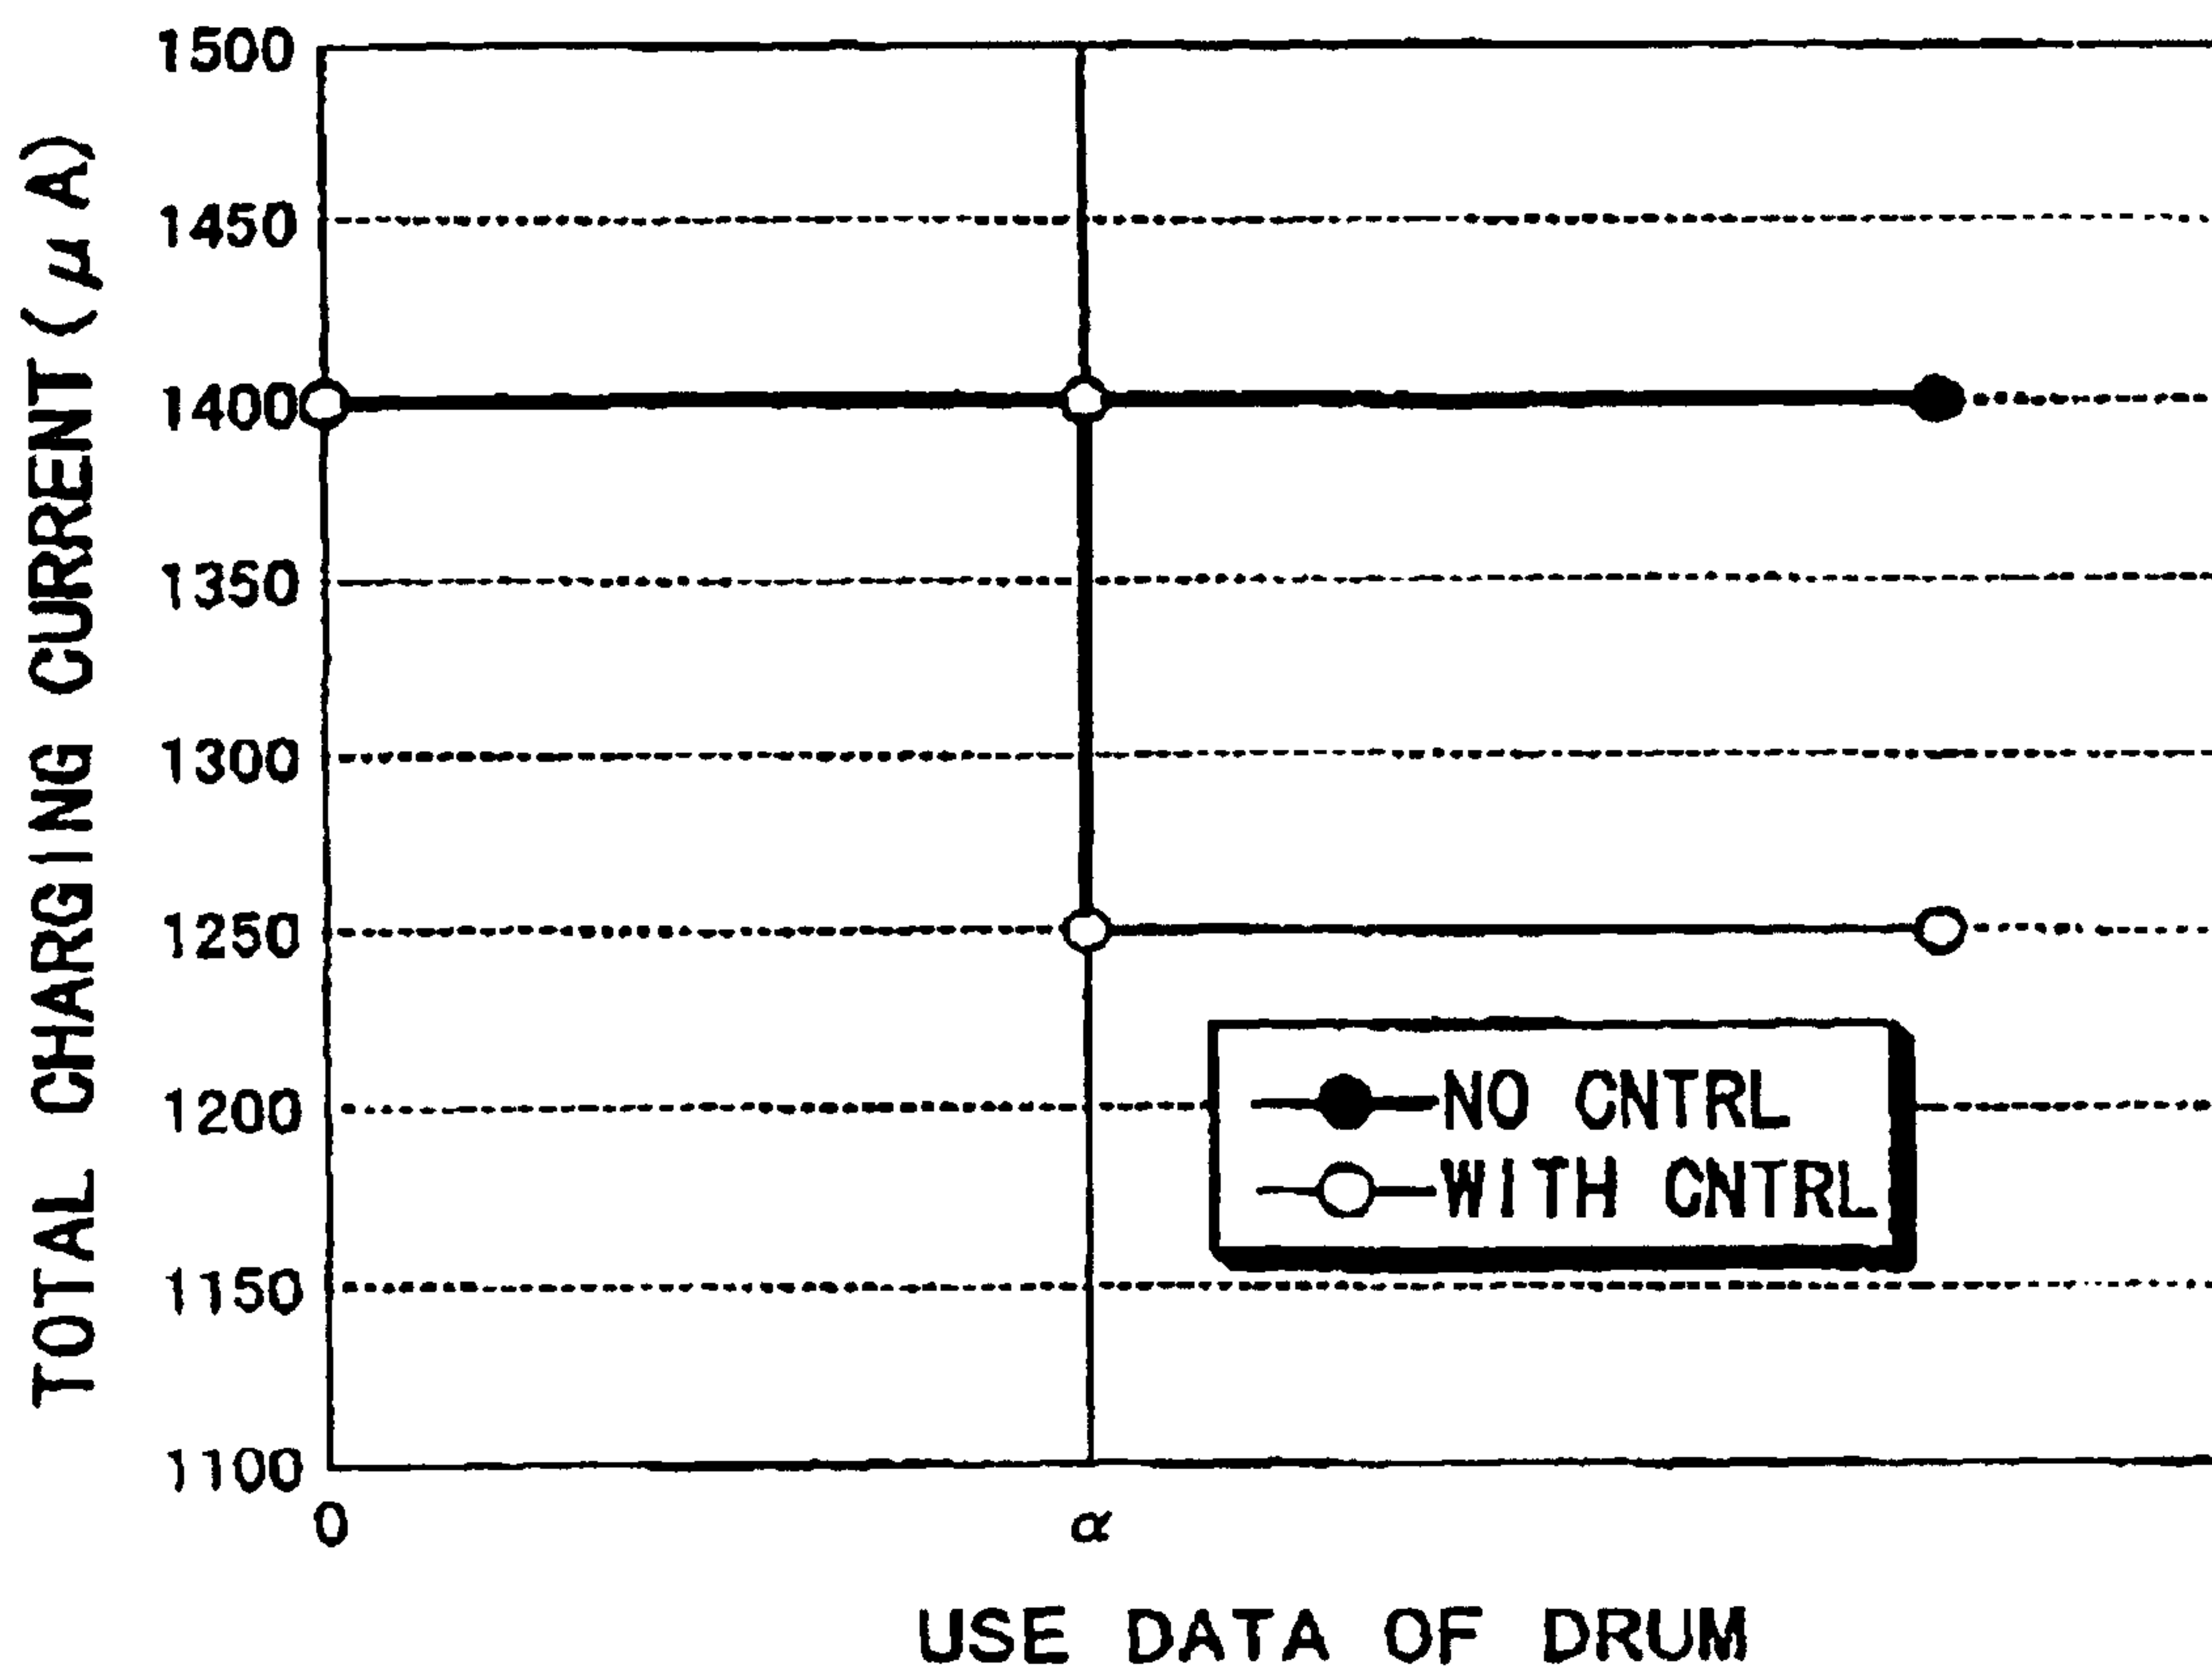 TOTAL CHARGING CURRENT(μA)
1500
1450
1400
1350
1300
1250
1200
1150
1100
NO CNTRL
WITH CNTRL
0
α
USE DATA OF DRUM